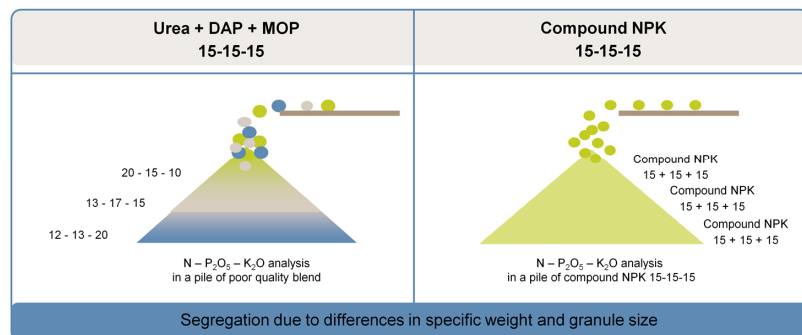 Urea + DAP + MOP
15-15-15
Compound NPK
15-15-15
20 - 15 - 10
13 - 17 - 15
12 - 13 - 20
N – P₂O₅ – K₂O analysis
in a pile of poor quality blend
Compound NPK
15 + 15 + 15
Compound NPK
15 + 15 + 15
Compound NPK
15 + 15 + 15
N – P₂O₅ – K₂O analysis
in a pile of compound NPK 15-15-15
Segregation due to differences in specific weight and granule size